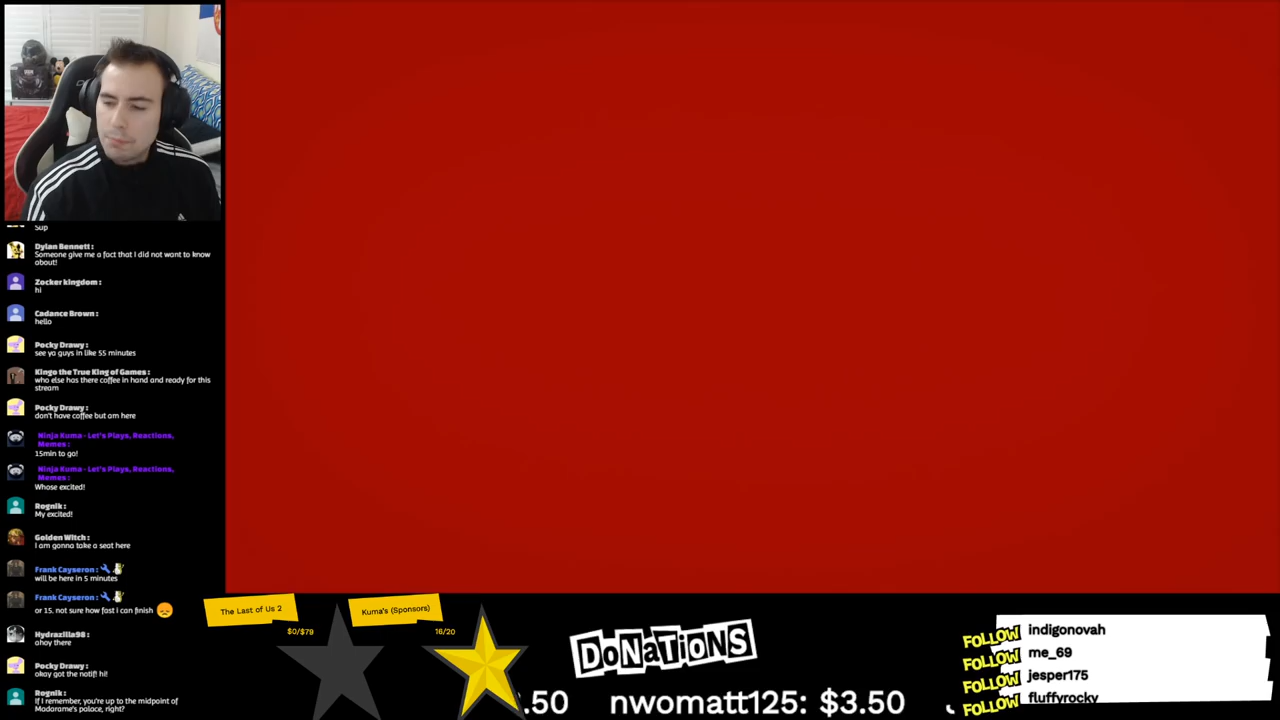 Sup
Dylan Bennett :
Someone give me a fact that I did not want to know
about!
Zocker kingdom :
hi
Cadance Brown :
hello
Pocky Drawy :
see ya guys in like 55 minutes
Kingo the True King of Games :
who else has there coffee in hand and ready for this
stream
Pocky Drawy :
don't have coffee but am here
Ninja Kuma - Let's Plays, Reactions,
Memes :
15min to go!
Ninja Kuma - Let's Plays, Reactions,
Memes :
Whose excited!
Rognik :
My excited!
Golden Witch :
I am gonna take a seat here
Frank Cayseron :
will be here in 5 minutes
Frank Cayseron :
or 15. not sure how fast i can finish
Hydrazilla98 :
ahoy there
Pocky Drawy :
okay got the notif! hi!
Rognik :
If I remember, you're up to the midpoint of
Madarame's palace, right?
The Last of Us 2
$0/$79
Kuma's (Sponsors)
16/20
DoNaTiONS
.50 nwomatt125: $3.50
FOLLOW indigonovah
FOLLOW me_69
FOLLOW jesper175
FOLLOW fluffyrocky